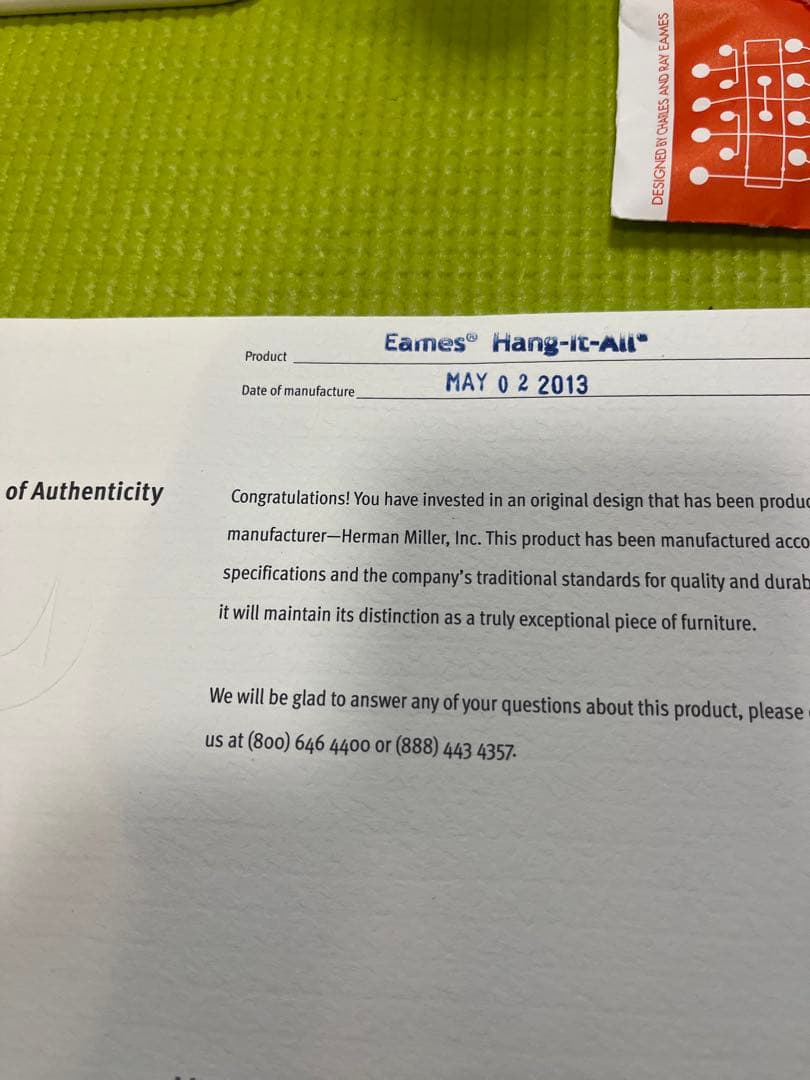 DESIGNED BY CHARLES AND RAY EAMES
Product Eames® Hang-It-All®
Date of manufacture MAY 02 2013
of Authenticity
Congratulations! You have invested in an original design that has been produc
manufacturer—Herman Miller, Inc. This product has been manufactured acco
specifications and the company's traditional standards for quality and durab
it will maintain its distinction as a truly exceptional piece of furniture.
We will be glad to answer any of your questions about this product, please
us at (800) 646 4400 or (888) 443 4357.